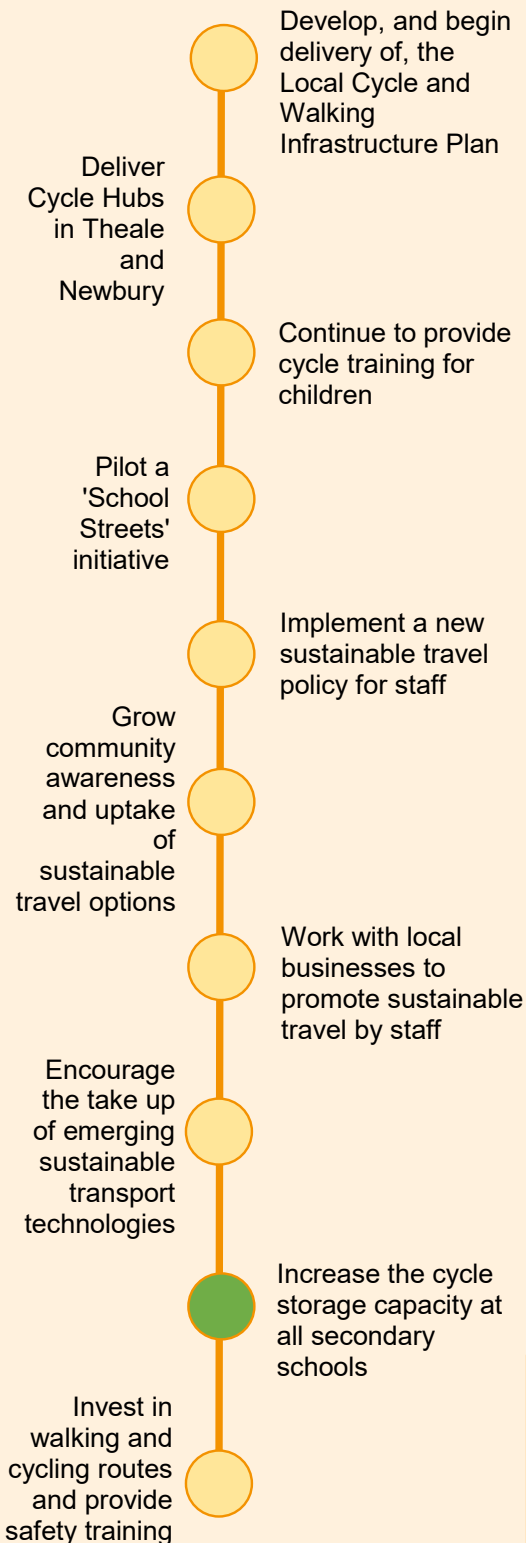 Develop, and begin
delivery of, the
Local Cycle and
Walking
Infrastructure Plan
Deliver
Cycle Hubs
in Theale
and
Newbury
Continue to provide
cycle training for
children
Pilot a
'School
Streets'
initiative
Implement a new
sustainable travel
policy for staff
Grow
community
awareness
and uptake
of
sustainable
travel options
Work with local
businesses to
promote sustainable
travel by staff
Encourage
the take up
of emerging
sustainable
transport
technologies
Increase the cycle
storage capacity at
all secondary
schools
Invest in
walking and
cycling routes
and provide
safety training